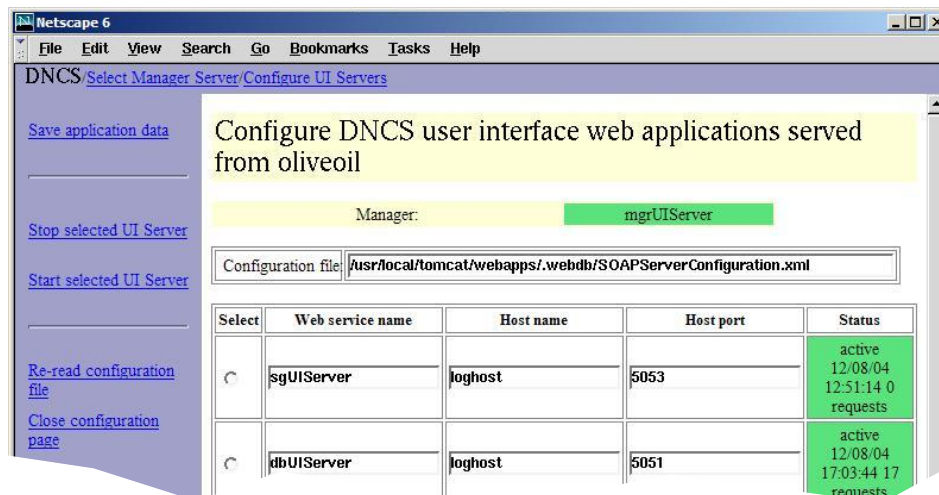 Netscape 6
File Edit View Search Go Bookmarks Tasks Help
DNCS/Select Manager Server/Configure UI Servers
Save application data
Stop selected UI Server
Start selected UI Server
Re-read configuration
file
Close configuration
page
Configure DNCS user interface web applications served
from oliveoil
Manager: mgrUIServer
Configuration file: /usr/local/tomcat/webapps/.webdb/SOAPServerConfiguration.xml
Select Web service name Host name Host port Status
sgUIServer loghost 5053 active
12/08/04
12:51:14 0
requests
dbUIServer loghost 5051 active
12/08/04
17:03:44 17
requests